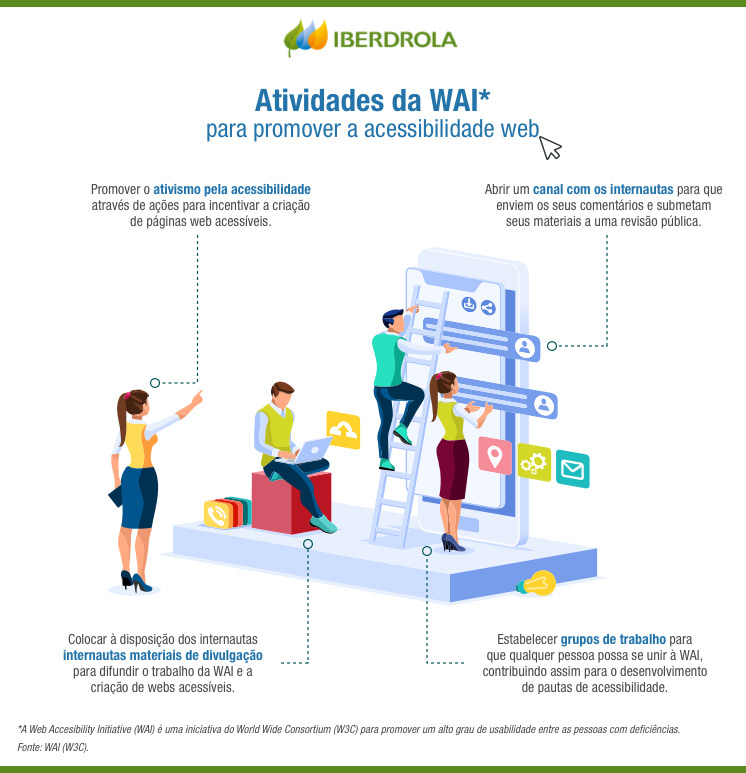 IBERDROLA
Atividades da WAI*
para promover a acessibilidade web
Promover o ativismo pela acessibilidade
através de ações para incentivar a criação
de páginas web acessíveis.
Abrir um canal com os internautas para que
enviem os seus comentários e submetam
seus materiais a uma revisão pública.
Colocar à disposição dos internautas
internautas materiais de divulgação
para difundir o trabalho da WAI e a
criação de webs acessíveis.
Estabelecer grupos de trabalho para
que qualquer pessoa possa se unir à WAI,
contribuindo assim para o desenvolvimento
de pautas de acessibilidade.
*A Web Accesibility Initiative (WAI) é uma iniciativa do World Wide Consortium (W3C) para promover um alto grau de usabilidade entre as pessoas com deficiências.
Fonte: WAI (W3C).